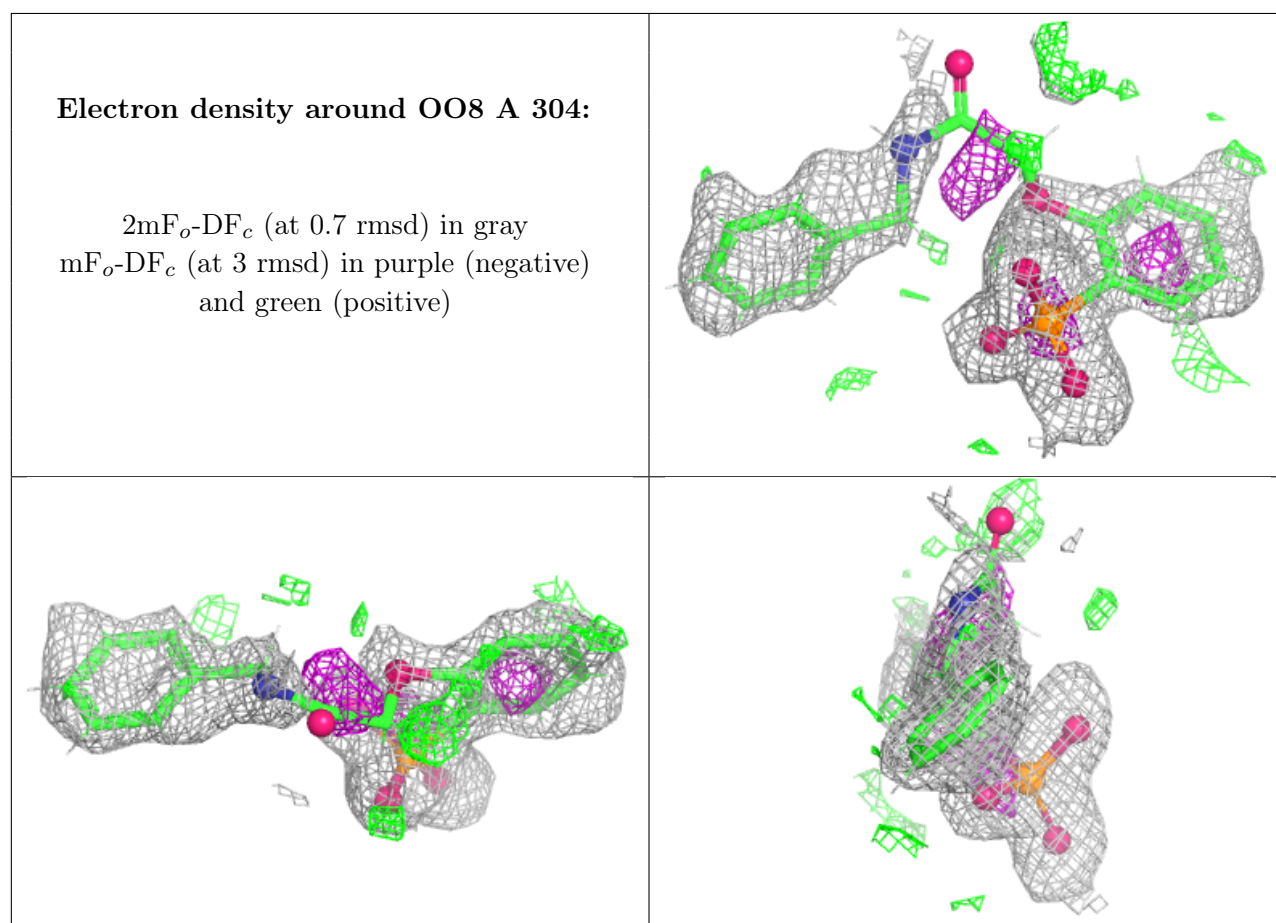 Electron density around OO8 A 304:
2mFo-DFc (at 0.7 rmsd) in gray
mFo-DFc (at 3 rmsd) in purple (negative)
and green (positive)